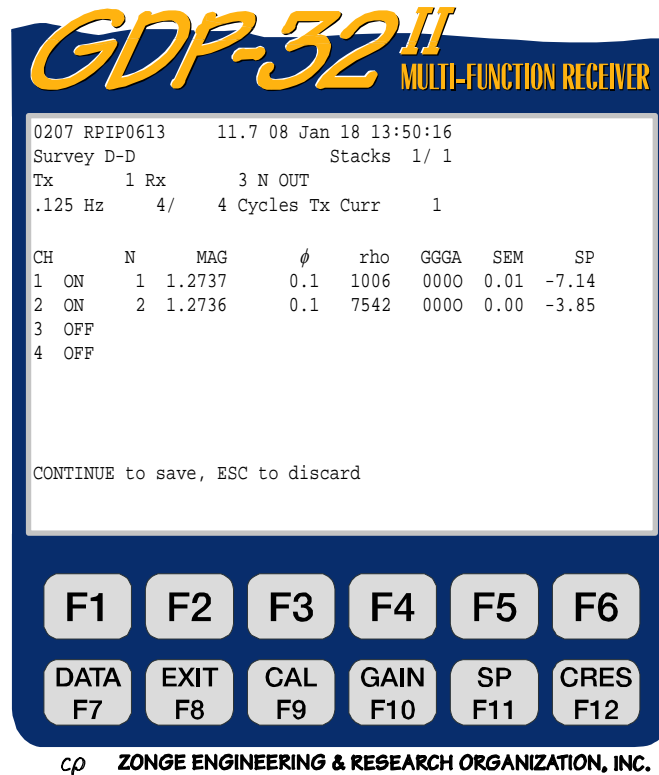 GDP-32 II
MULTI-FUNCTION RECEIVER
0207 RPIP0613 11.7 08 Jan 18 13:50:16
Survey D-D Stacks 1/ 1
Tx 1 Rx 3 N OUT
.125 Hz 4/ 4 Cycles Tx Curr 1
CH N MAG ϕ rho GGGA SEM SP
1 ON 1 1.2737 0.1 1006 000O 0.01 -7.14
2 ON 2 1.2736 0.1 7542 000O 0.00 -3.85
3 OFF
4 OFF
CONTINUE to save, ESC to discard
F1 F2 F3 F4 F5 F6
DATA EXIT CAL GAIN SP CRES
F7 F8 F9 F10 F11 F12
cρ ZONGE ENGINEERING & RESEARCH ORGANIZATION, INC.